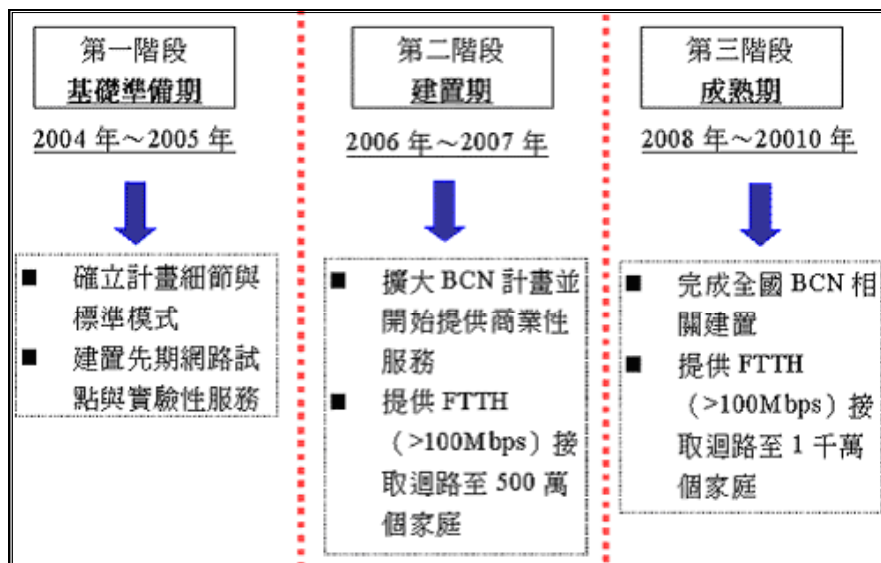 第一階段
基礎準備期
2004 年～2005 年
■ 確立計畫細節與
標準模式
■ 建置先期網路試
點與實驗性服務
第二階段
建置期
2006 年～2007 年
■ 擴大 BCN 計畫並
開始提供商業性
服務
■ 提供 FTTH
（>100Mbps）接
取迴路至 500 萬
個家庭
第三階段
成熟期
2008 年～20010 年
■ 完成全國 BCN 相
關建置
■ 提供 FTTH
（>100Mbps）接
取迴路至 1 千萬
個家庭